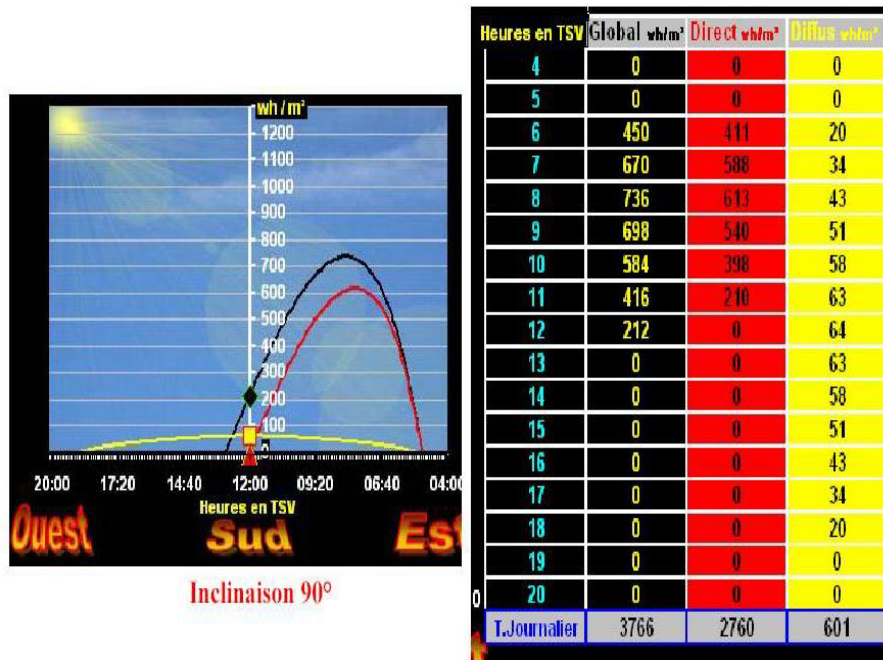 wh / m²
1200
1100
1000
900
800
700
600
500
400
300
200
100
0
20:00 17:20 14:40 12:00 09:20 06:40 04:00
Heures en TSV
Ouest Sud Es
Inclinaison 90°
Heures en TSV Global wh/m² Direct wh/m² Diffus wh/m²
4 0 0 0
5 0 0 0
6 450 411 20
7 670 588 34
8 736 613 43
9 698 540 51
10 584 398 58
11 416 210 63
12 212 0 64
13 0 0 63
14 0 0 58
15 0 0 51
16 0 0 43
17 0 0 34
18 0 0 20
19 0 0 0
0 20 0 0 0
T.Journalier 3766 2760 601